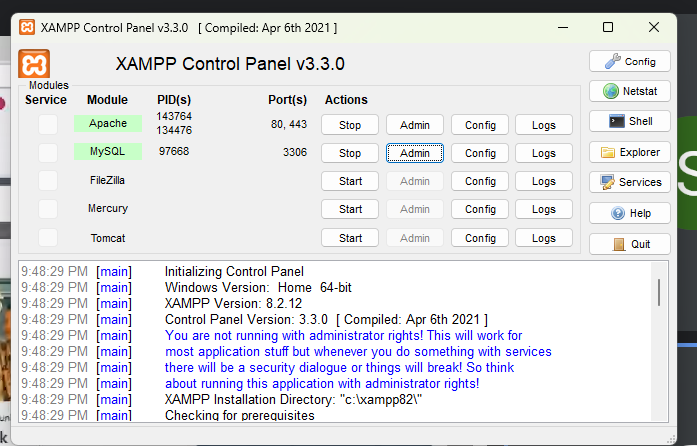 XAMPP Control Panel v3.3.0 [ Compiled: Apr 6th 2021 ]
XAMPP Control Panel v3.3.0
Config
Modules
Service Module PID(s) Port(s) Actions
Netstat
Apache 143764 134476 80, 443 Stop Admin Config Logs
Shell
MySQL 97668 3306 Stop Admin Config Logs
Explorer
FileZilla Start Admin Config Logs
Services
Mercury Start Admin Config Logs
Help
Tomcat Start Admin Config Logs
Quit
9:48:29 PM [main] Initializing Control Panel
9:48:29 PM [main] Windows Version: Home 64-bit
9:48:29 PM [main] XAMPP Version: 8.2.12
9:48:29 PM [main] Control Panel Version: 3.3.0 [ Compiled: Apr 6th 2021 ]
9:48:29 PM [main] You are not running with administrator rights! This will work for
9:48:29 PM [main] most application stuff but whenever you do something with services
9:48:29 PM [main] there will be a security dialogue or things will break! So think
9:48:29 PM [main] about running this application with administrator rights!
9:48:29 PM [main] XAMPP Installation Directory: "c:\xampp82\"
9:48:29 PM [main] Checking for prerequisites